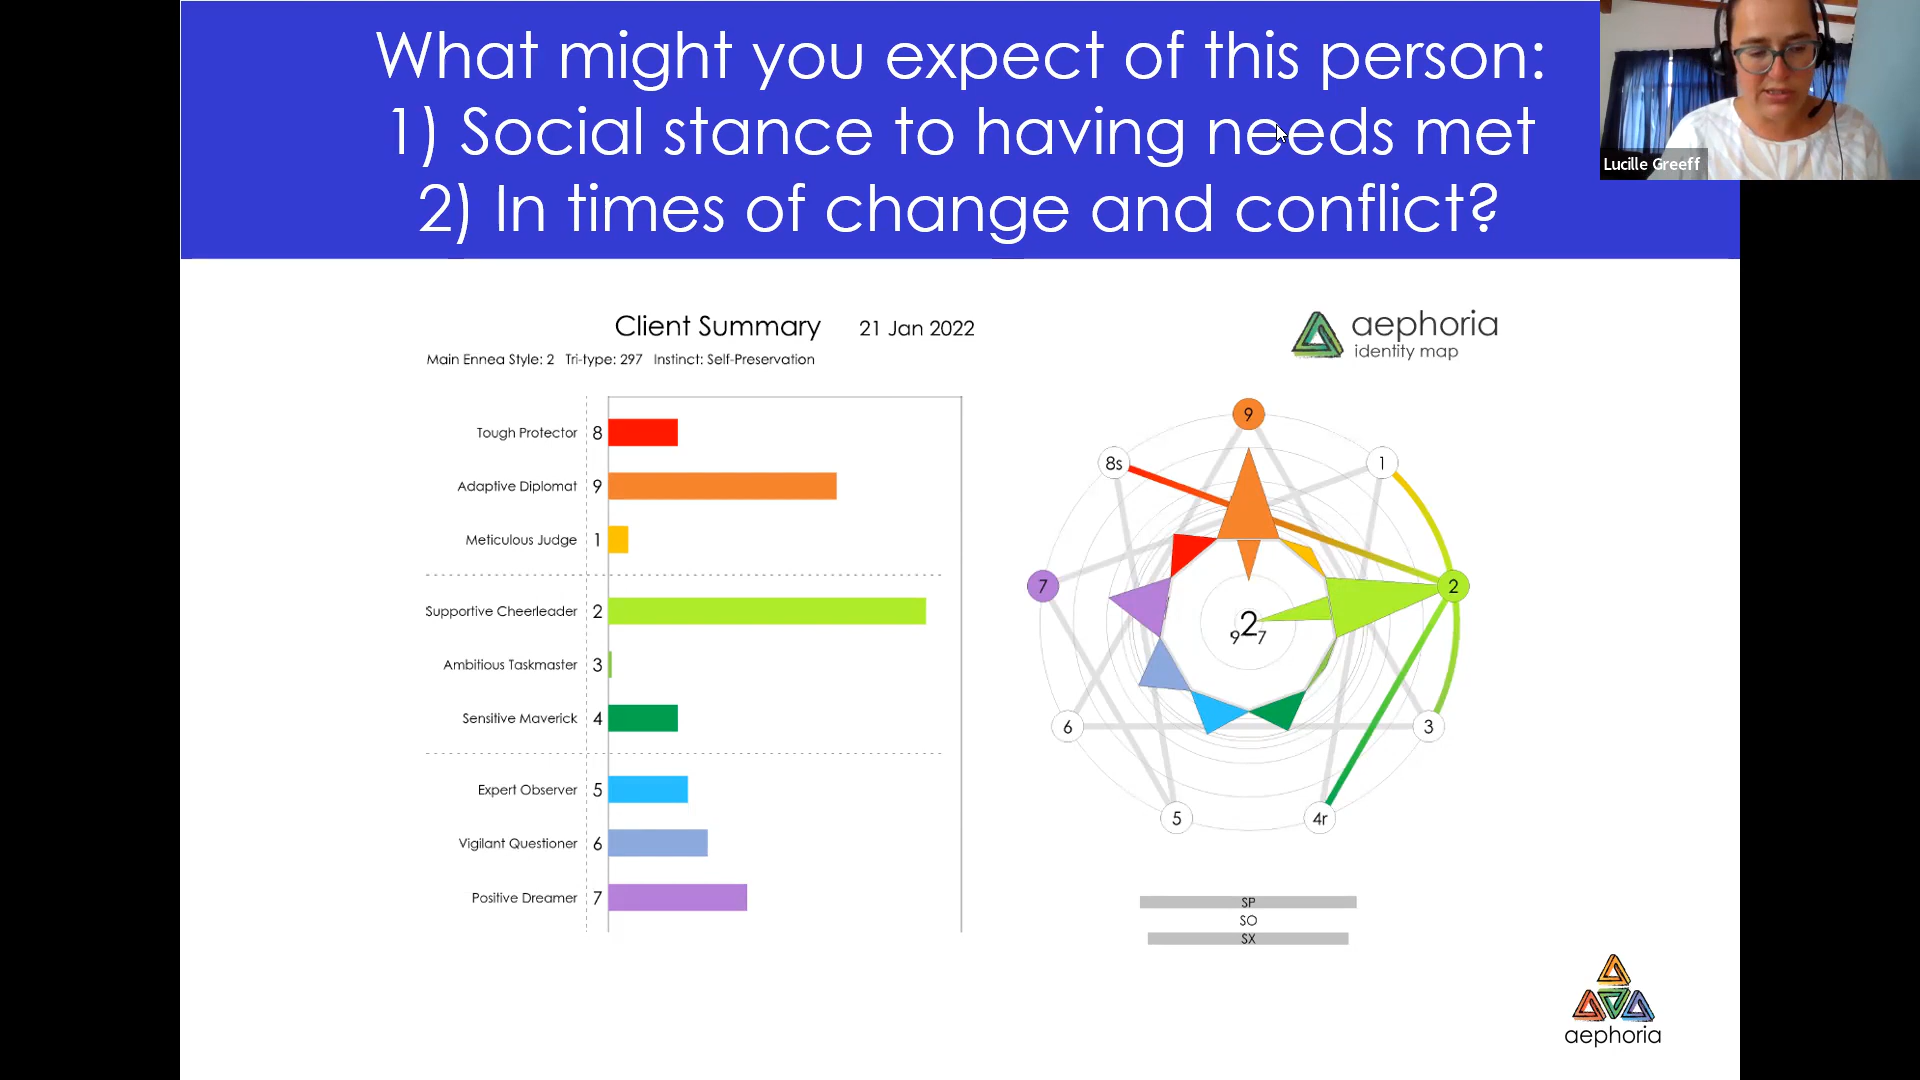 What might you expect of this person:
1) Social stance to having needs met
2) In times of change and conflict?
Lucille Greeff
Client Summary 21 Jan 2022
Main Ennea Style: 2 Tri-type: 297 Instinct: Self-Preservation
aephoria
identity map
Tough Protector 8
Adaptive Diplomat 9
Meticulous Judge 1
Supportive Cheerleader 2
Ambitious Taskmaster 3
Sensitive Maverick 4
Expert Observer 5
Vigilant Questioner 6
Positive Dreamer 7
9
8s
1
7
2
2
9 7
6
3
5
4r
SP
SO
SX
aephoria